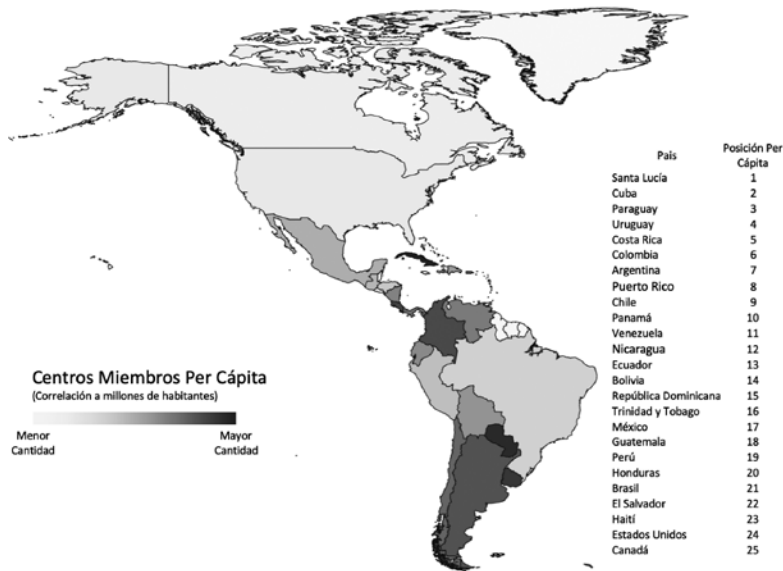 Pais Posición Per Cápita
Santa Lucía 1
Cuba 2
Paraguay 3
Uruguay 4
Costa Rica 5
Colombia 6
Argentina 7
Puerto Rico 8
Chile 9
Panamá 10
Venezuela 11
Nicaragua 12
Ecuador 13
Bolivia 14
República Dominicana 15
Trinidad y Tobago 16
México 17
Guatemala 18
Perú 19
Honduras 20
Brasil 21
El Salvador 22
Haití 23
Estados Unidos 24
Canadá 25
Centros Miembros Per Cápita
(Correlación a millones de habitantes)
Menor Cantidad
Mayor Cantidad